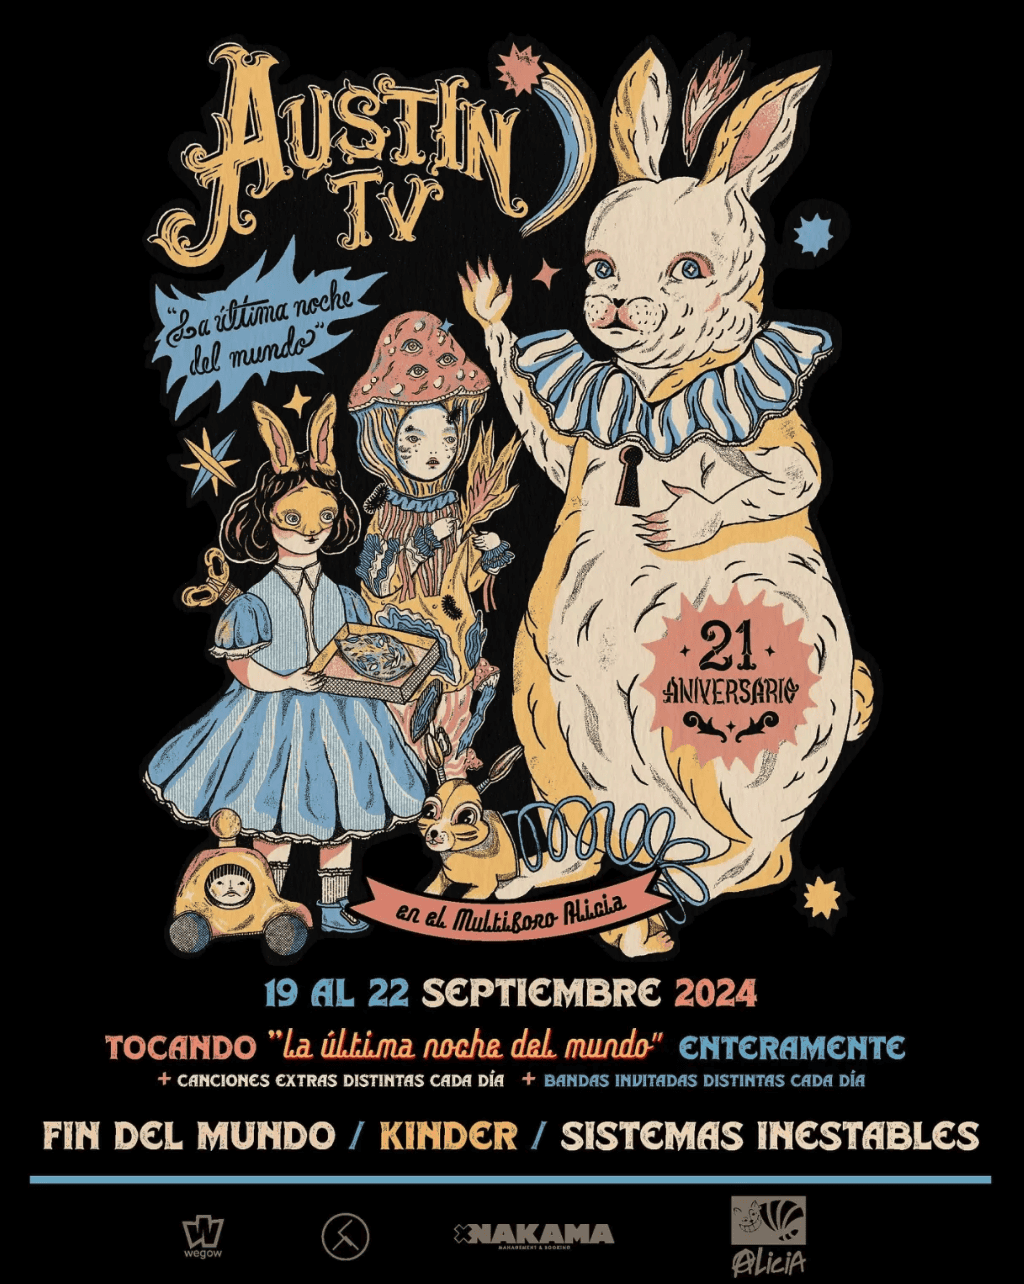 AUSTIN
TV
"La última noche
del mundo"
21
ANIVERSARIO
en el Multiforo Alicia
19 AL 22 SEPTIEMBRE 2024
TOCANDO "La última noche del mundo" ENTERAMENTE
+ CANCIONES EXTRAS DISTINTAS CADA DÍA + BANDAS INVITADAS DISTINTAS CADA DÍA
FIN DEL MUNDO / KINDER / SISTEMAS INESTABLES
wegow
NAKAMA
MANAGEMENT & BOOKING
ALiciA